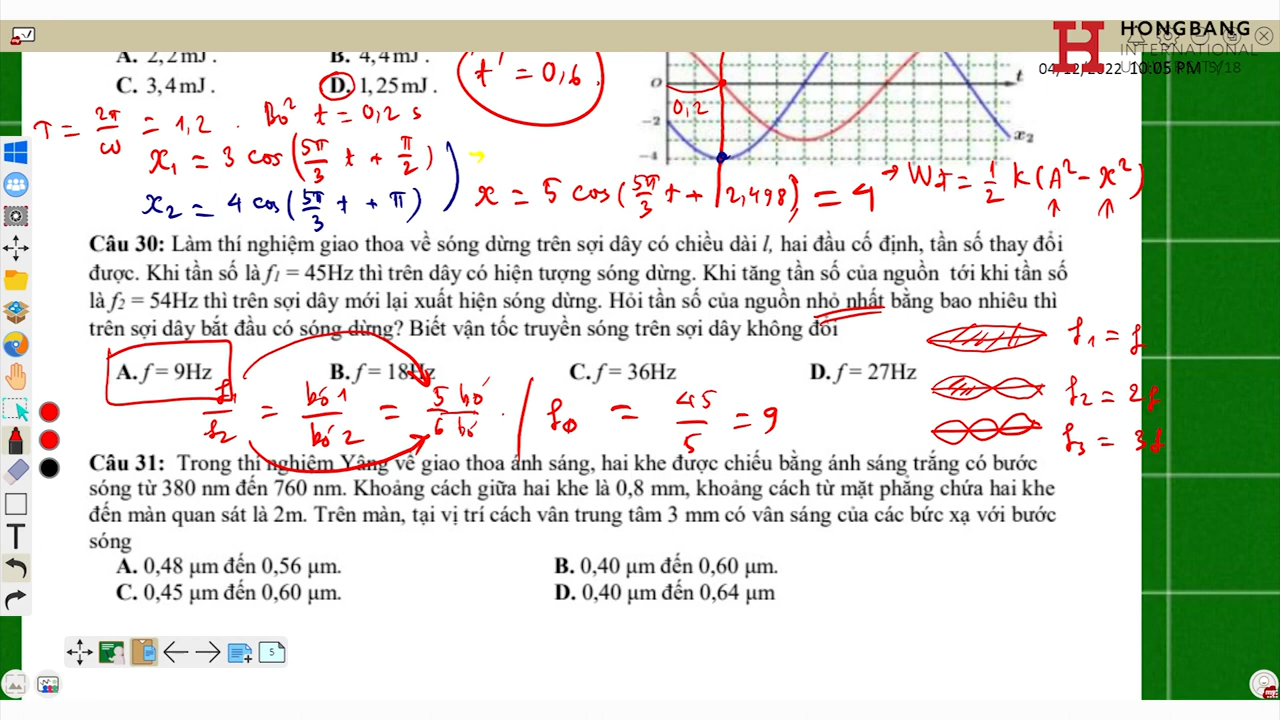 HONGBANG
INTERNATIONAL
04/12/2022 10:05 PM 5/18
A. 2,2mJ. B. 4,4mJ.
C. 3,4mJ. D. 1,25mJ.
t' = 0,6
O t
0,2
-2
-4
x₂
T = 2π/ω = 1,2 . t = 0,2 s
x₁ = 3 cos(5π/3 t + π/2)
x₂ = 4 cos(5π/3 t + π)
x = 5 cos(5π/3 t + 2,498) = 4
Wt = 1/2 k(A² - x²)
Câu 30: Làm thí nghiệm giao thoa về sóng dừng trên sợi dây có chiều dài l, hai đầu cố định, tần số thay đổi
được. Khi tần số là f₁ = 45Hz thì trên dây có hiện tượng sóng dừng. Khi tăng tần số của nguồn tới khi tần số
là f₂ = 54Hz thì trên sợi dây mới lại xuất hiện sóng dừng. Hỏi tần số của nguồn nhỏ nhất bằng bao nhiêu thì
trên sợi dây bắt đầu có sóng dừng? Biết vận tốc truyền sóng trên sợi dây không đổi
A. f = 9Hz B. f = 18Hz C. f = 36Hz D. f = 27Hz
f₁/f₂ = bó 1/bó 2 = 5 bó/6 bó
f₀ = 45/5 = 9
f₁ = f
f₂ = 2f
f₃ = 3f
Câu 31: Trong thí nghiệm Yâng về giao thoa ánh sáng, hai khe được chiếu bằng ánh sáng trắng có bước
sóng từ 380 nm đến 760 nm. Khoảng cách giữa hai khe là 0,8 mm, khoảng cách từ mặt phẳng chứa hai khe
đến màn quan sát là 2m. Trên màn, tại vị trí cách vân trung tâm 3 mm có vân sáng của các bức xạ với bước
sóng
A. 0,48 μm đến 0,56 μm. B. 0,40 μm đến 0,60 μm.
C. 0,45 μm đến 0,60 μm. D. 0,40 μm đến 0,64 μm
T
5